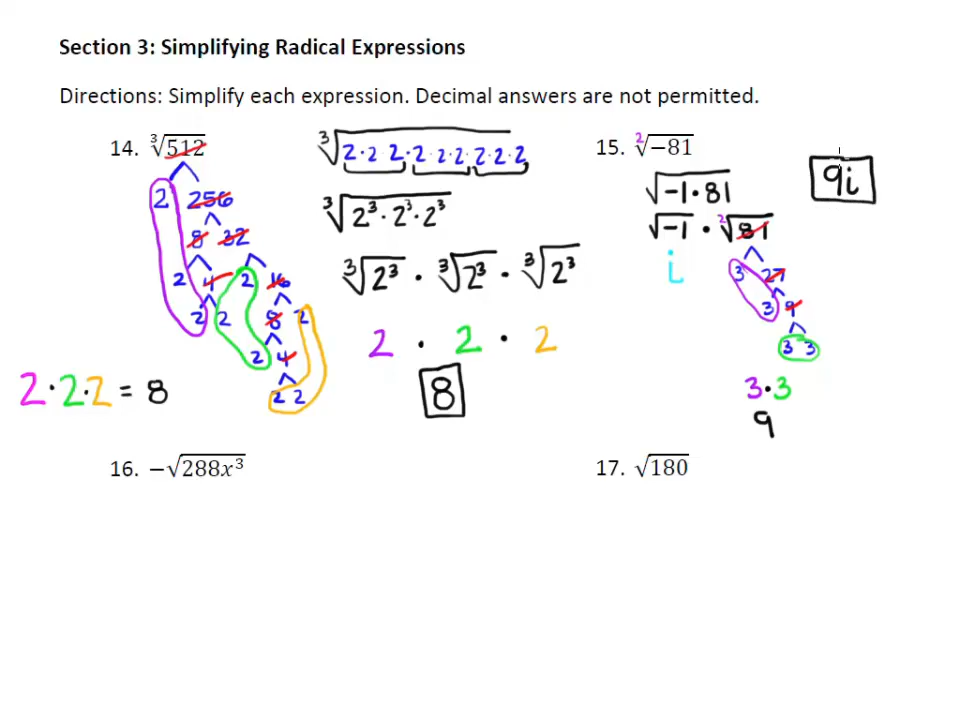 Section 3: Simplifying Radical Expressions
Directions: Simplify each expression. Decimal answers are not permitted.
14. ∛512
2 256
8 32
2 4 2 16
2 2 8 2
2 4
2 2
2·2·2 = 8
∛2·2·2·2·2·2·2·2·2
∛2³·2³·2³
∛2³ · ∛2³ · ∛2³
2 · 2 · 2
8
15. ²√−81
√−1·81
√−1 · ²√81
i
3 27
3 9
3 3
3·3
9
9i
16. −√288x³
17. √180